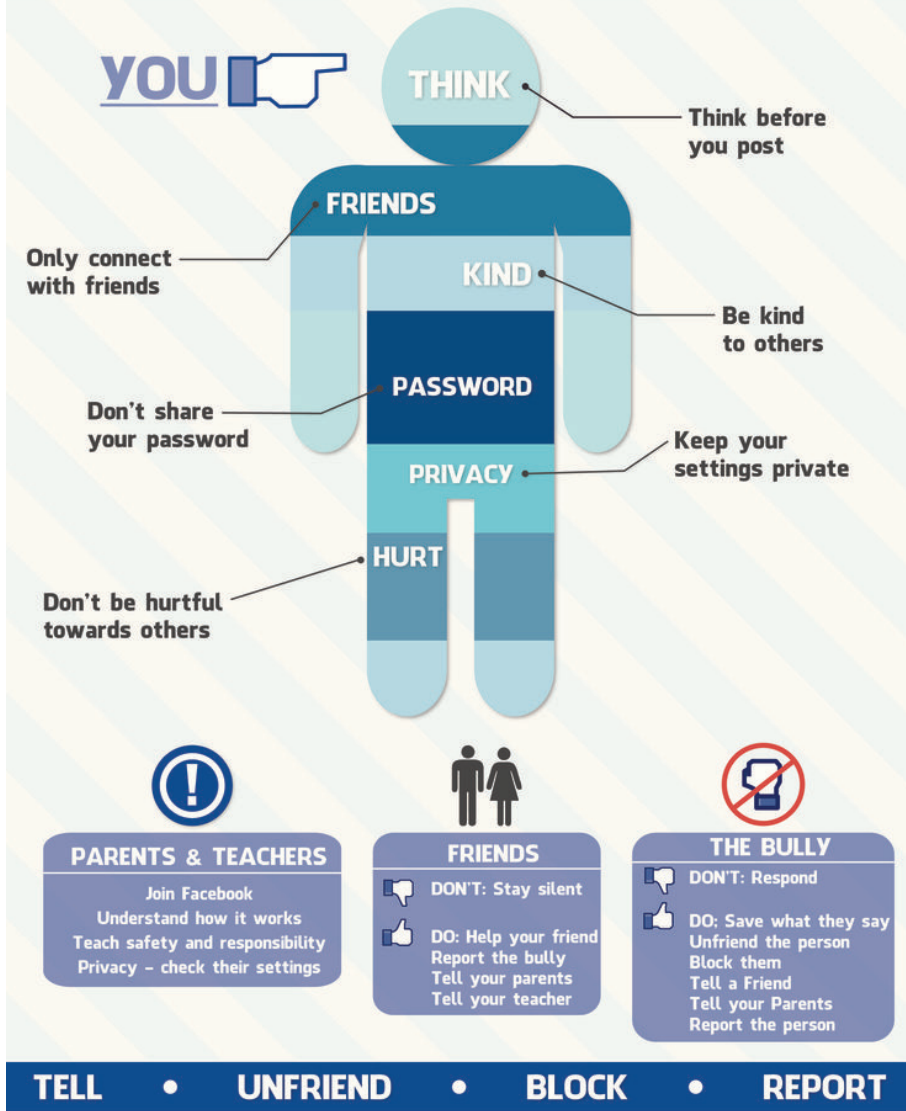 YOU
THINK
Think before
you post
FRIENDS
Only connect
with friends
KIND
Be kind
to others
PASSWORD
Don't share
your password
PRIVACY
Keep your
settings private
HURT
Don't be hurtful
towards others
PARENTS & TEACHERS
Join Facebook
Understand how it works
Teach safety and responsibility
Privacy – check their settings
FRIENDS
DON'T: Stay silent
DO: Help your friend
Report the bully
Tell your parents
Tell your teacher
THE BULLY
DON'T: Respond
DO: Save what they say
Unfriend the person
Block them
Tell a Friend
Tell your Parents
Report the person
TELL • UNFRIEND • BLOCK • REPORT